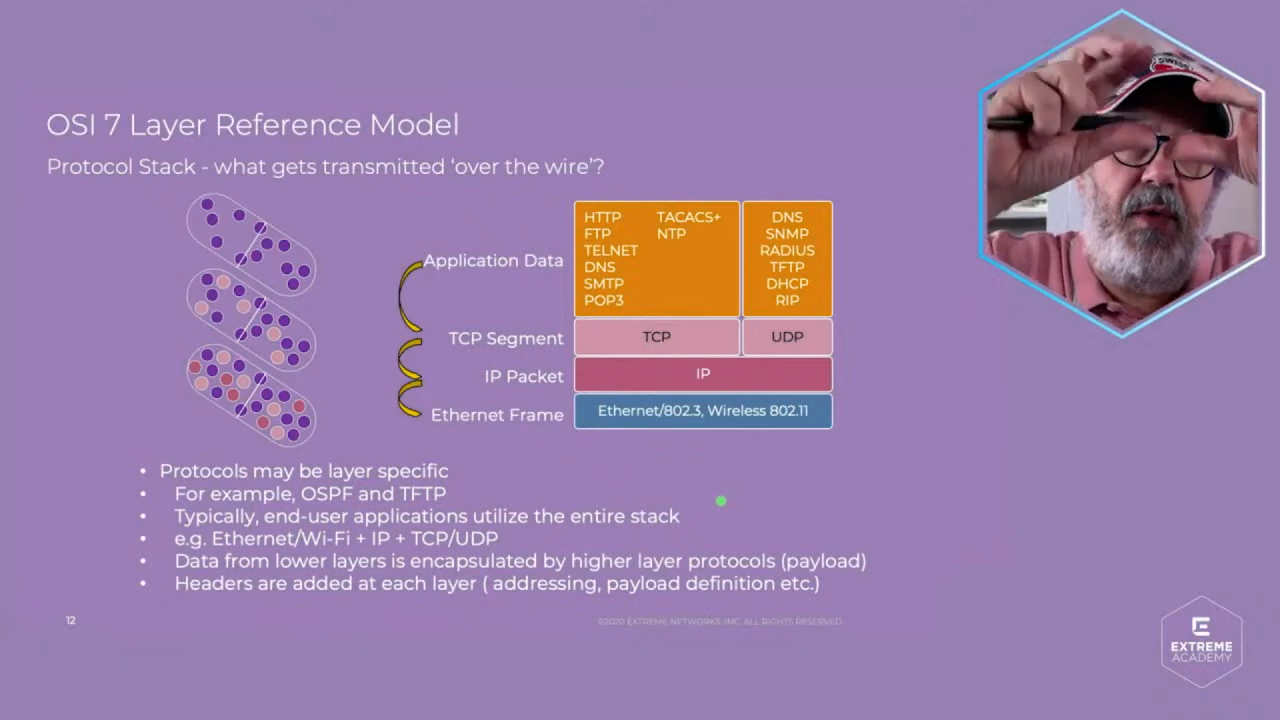 OSI 7 Layer Reference Model
Protocol Stack - what gets transmitted ‘over the wire’?
HTTP TACACS+
FTP NTP
TELNET
DNS
SMTP
POP3
DNS
SNMP
RADIUS
TFTP
DHCP
RIP
Application Data
TCP Segment
TCP
UDP
IP Packet
IP
Ethernet Frame
Ethernet/802.3, Wireless 802.11
• Protocols may be layer specific
• For example, OSPF and TFTP
• Typically, end-user applications utilize the entire stack
• e.g. Ethernet/Wi-Fi + IP + TCP/UDP
• Data from lower layers is encapsulated by higher layer protocols (payload)
• Headers are added at each layer ( addressing, payload definition etc.)
12
©2020 EXTREME NETWORKS, INC. ALL RIGHTS RESERVED.
SWISS
EXTREME
ACADEMY